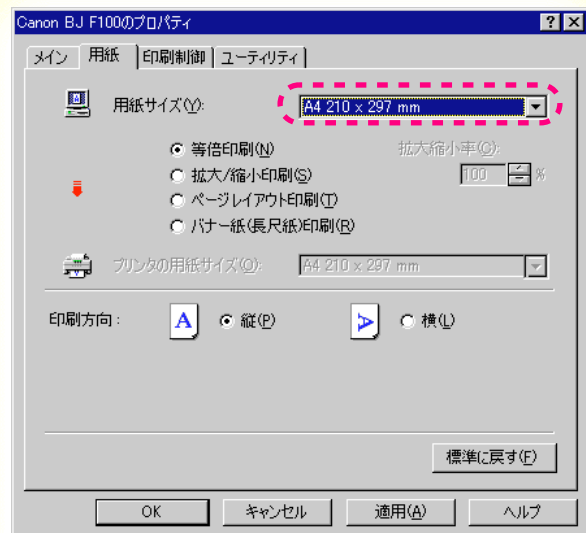 Canon BJ F100のプロパティ
メイン 用紙 印刷制御 ユーティリティ
用紙サイズ(Y): A4 210 x 297 mm
等倍印刷(N) 拡大縮小率(C):
拡大/縮小印刷(S) 100 %
ページレイアウト印刷(T)
バナー紙(長尺紙)印刷(R)
プリンタの用紙サイズ(O): A4 210 x 297 mm
印刷方向: A 縦(P) A 横(L)
標準に戻す(F)
OK キャンセル 適用(A) ヘルプ